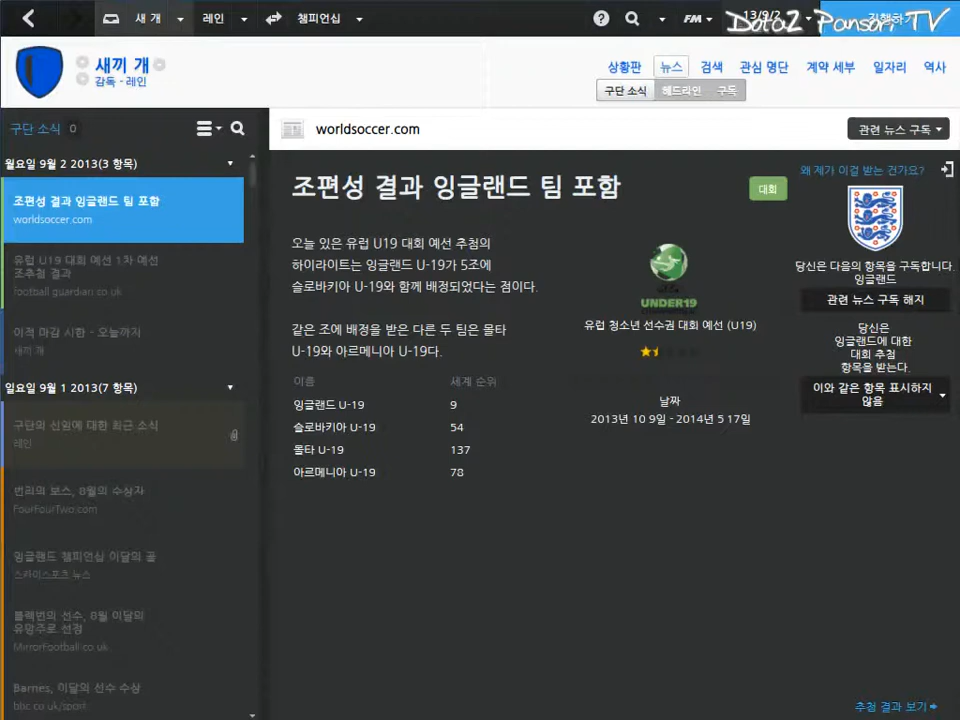 새 개
레인
챔피언십
FM
13/9/2
Dota2 Pansori TV
새끼 개
감독 - 레인
상황판
뉴스
검색
관심 명단
계약 세부
일자리
역사
구단 소식
헤드라인
구독
구단 소식 0
worldsoccer.com
관련 뉴스 구독
월요일 9월 2 2013(3 항목)
조편성 결과 잉글랜드 팀 포함
worldsoccer.com
유럽 U19 대회 예선 1차 예선
조추첨 결과
football.guardian.co.uk
이적 마감 시한 - 오늘까지
새끼 개
일요일 9월 1 2013(7 항목)
구단의 선임에 대한 최근 소식
레인
번리의 보스, 8월의 수상자
FourFourTwo.com
잉글랜드 챔피언십 이달의 골
스카이스포츠 뉴스
블랙번의 선수, 8월 이달의
유망주로 선정
MirrorFootball.co.uk
Barnes, 이달의 선수 수상
bbc.co.uk/sport
조편성 결과 잉글랜드 팀 포함
대회
오늘 있은 유럽 U19 대회 예선 추첨의
하이라이트는 잉글랜드 U-19가 5조에
슬로바키아 U-19와 함께 배정되었다는 점이다.
같은 조에 배정을 받은 다른 두 팀은 몰타
U-19와 아르메니아 U-19다.
이름 세계 순위
잉글랜드 U-19 9
슬로바키아 U-19 54
몰타 U-19 137
아르메니아 U-19 78
UNDER19
유럽 청소년 선수권 대회 예선 (U19)
날짜
2013년 10 9일 - 2014년 5 17일
왜 제가 이걸 받는 건가요?
당신은 다음의 항목을 구독합니다.
잉글랜드
관련 뉴스 구독 해지
당신은
잉글랜드에 대한
대회 추첨
항목을 받는다.
이와 같은 항목 표시하지
않음
추첨 결과 보기